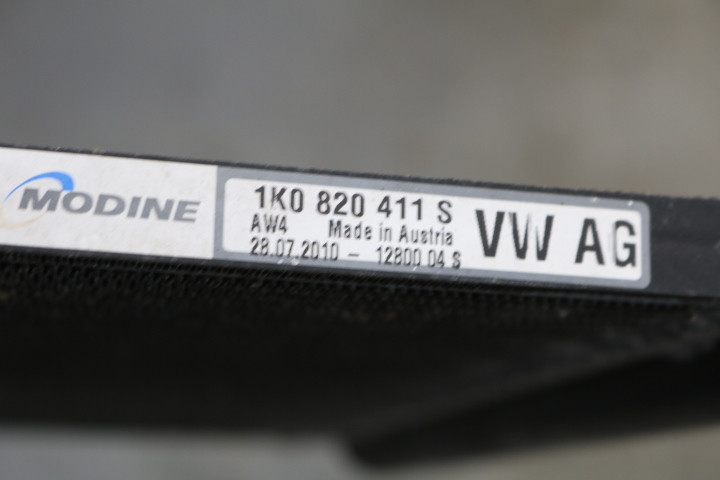 MODINE
1K0 820 411 S
AW4 Made in Austria
28.07.2010 - 12800 04 S
VW AG